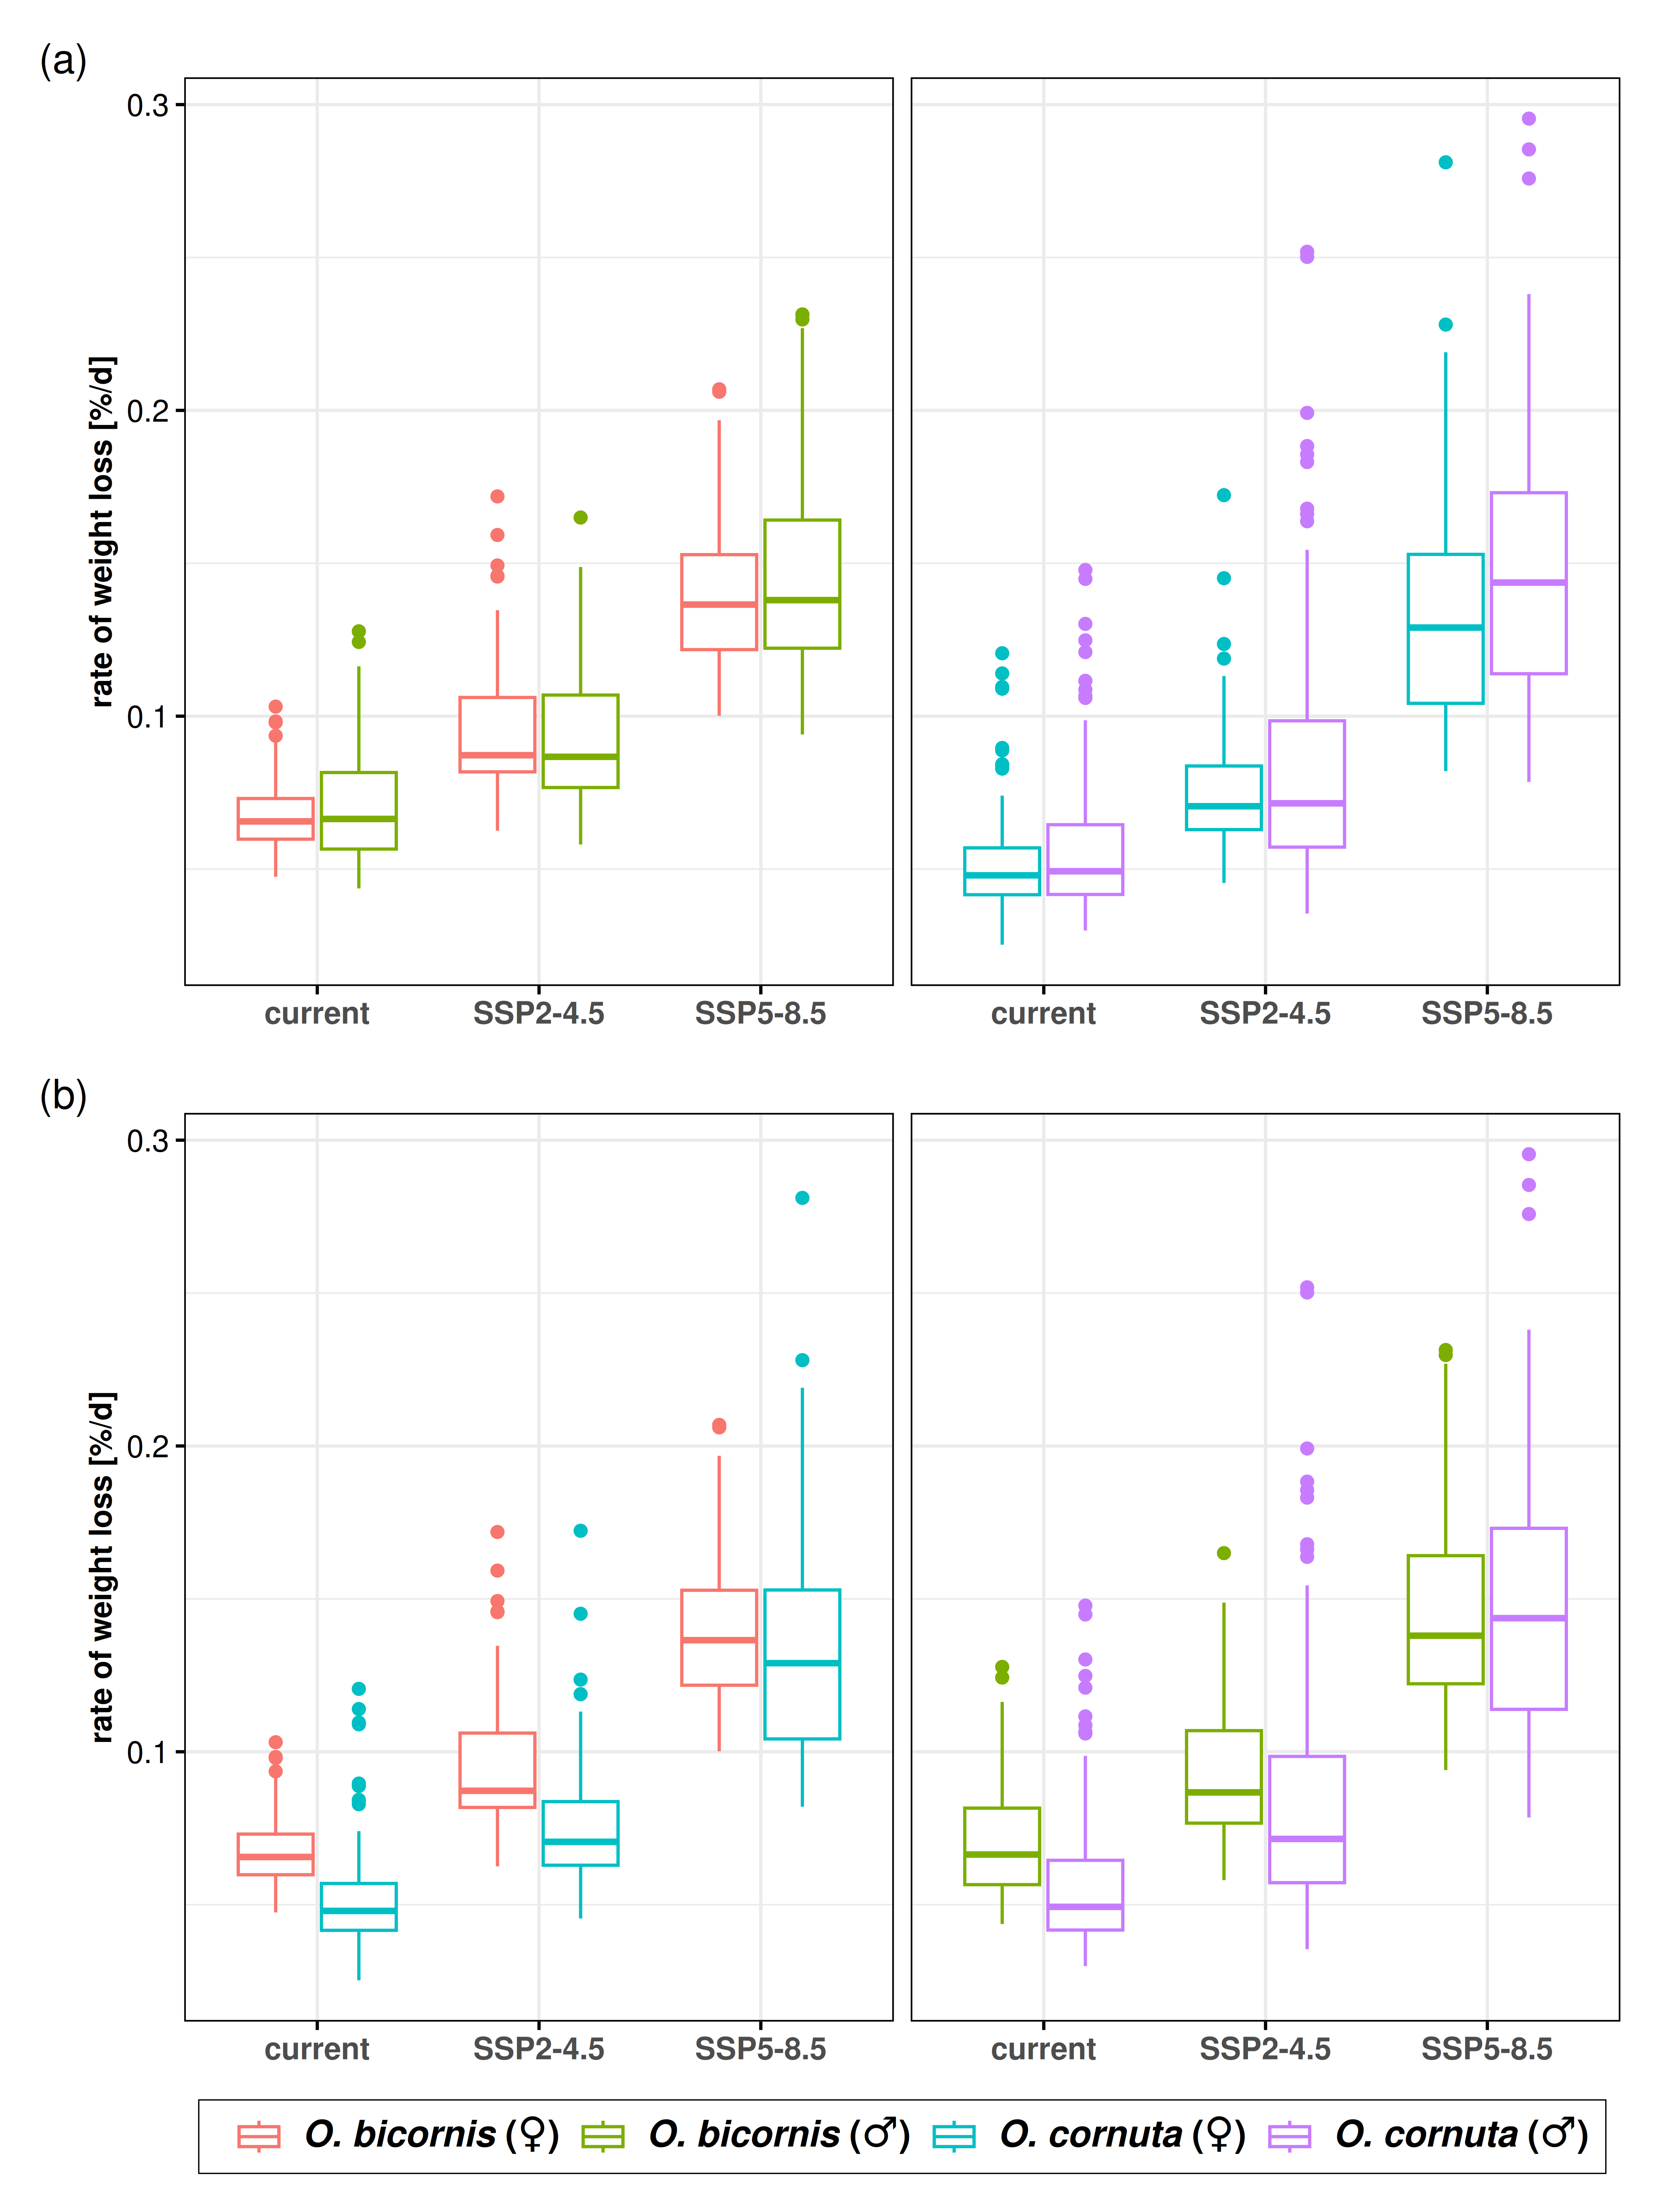 (a)
0.3
0.2
0.1
rate of weight loss [%/d]
current SSP2-4.5 SSP5-8.5 current SSP2-4.5 SSP5-8.5
(b)
0.3
0.2
0.1
rate of weight loss [%/d]
current SSP2-4.5 SSP5-8.5 current SSP2-4.5 SSP5-8.5
O. bicornis (♀) O. bicornis (♂) O. cornuta (♀) O. cornuta (♂)